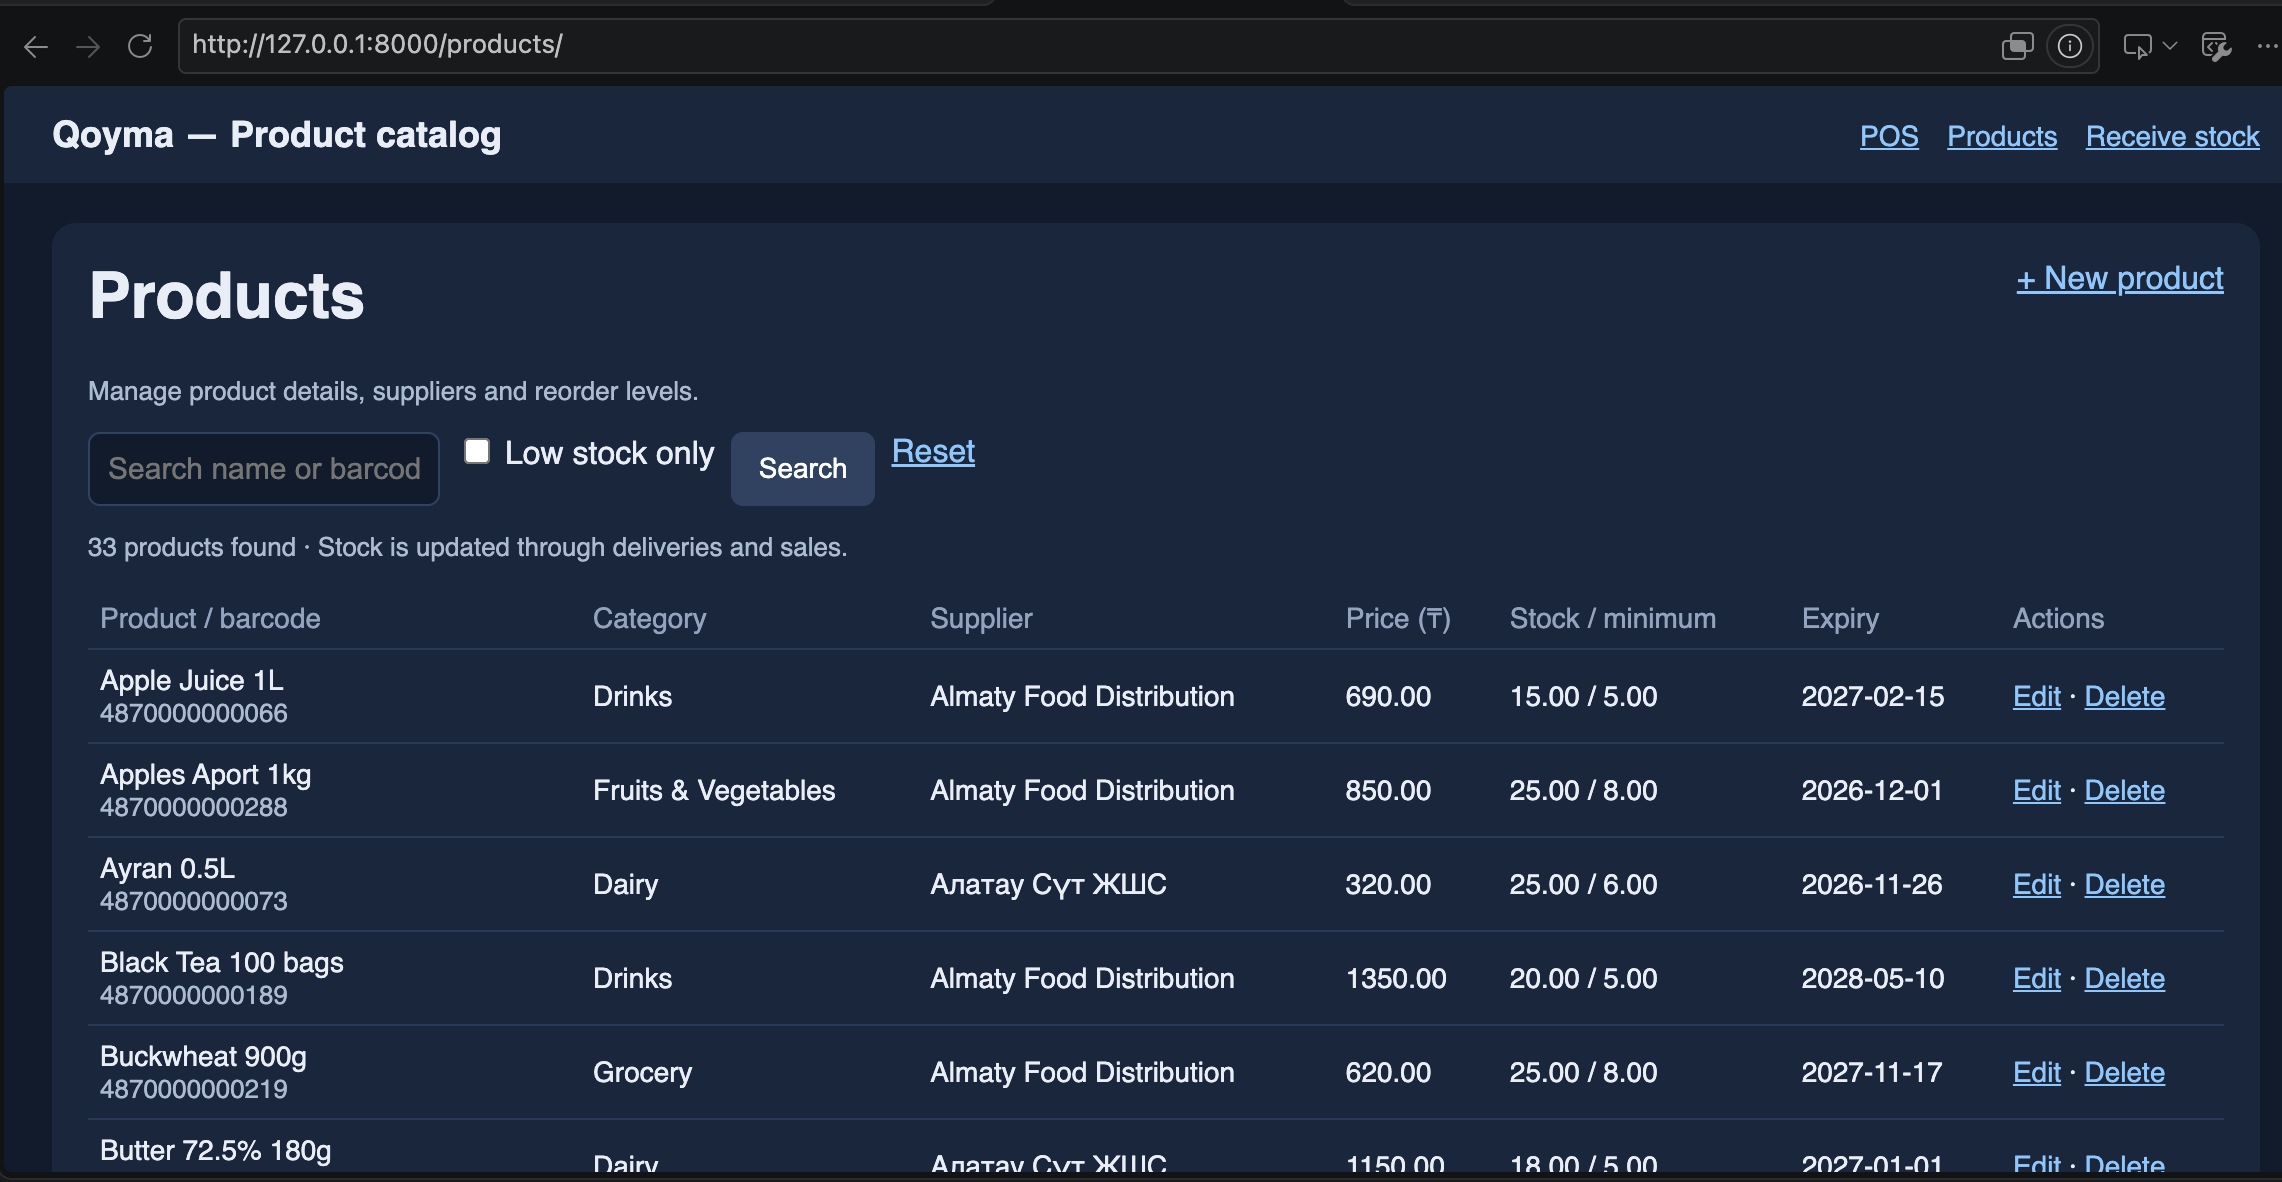 http://127.0.0.1:8000/products/
Qoyma — Product catalog
POS Products Receive stock
Products
+ New product
Manage product details, suppliers and reorder levels.
Search name or barcod
Low stock only
Search
Reset
33 products found · Stock is updated through deliveries and sales.
Product / barcode Category Supplier Price (₸) Stock / minimum Expiry Actions
Apple Juice 1L
4870000000066
Drinks Almaty Food Distribution 690.00 15.00 / 5.00 2027-02-15 Edit · Delete
Apples Aport 1kg
4870000000288
Fruits & Vegetables Almaty Food Distribution 850.00 25.00 / 8.00 2026-12-01 Edit · Delete
Ayran 0.5L
4870000000073
Dairy Алатау Сүт ЖШС 320.00 25.00 / 6.00 2026-11-26 Edit · Delete
Black Tea 100 bags
4870000000189
Drinks Almaty Food Distribution 1350.00 20.00 / 5.00 2028-05-10 Edit · Delete
Buckwheat 900g
4870000000219
Grocery Almaty Food Distribution 620.00 25.00 / 8.00 2027-11-17 Edit · Delete
Butter 72.5% 180g
Dairy Алатау Сүт ЖШС 1150.00 18.00 / 5.00 2027-01-01 Edit · Delete